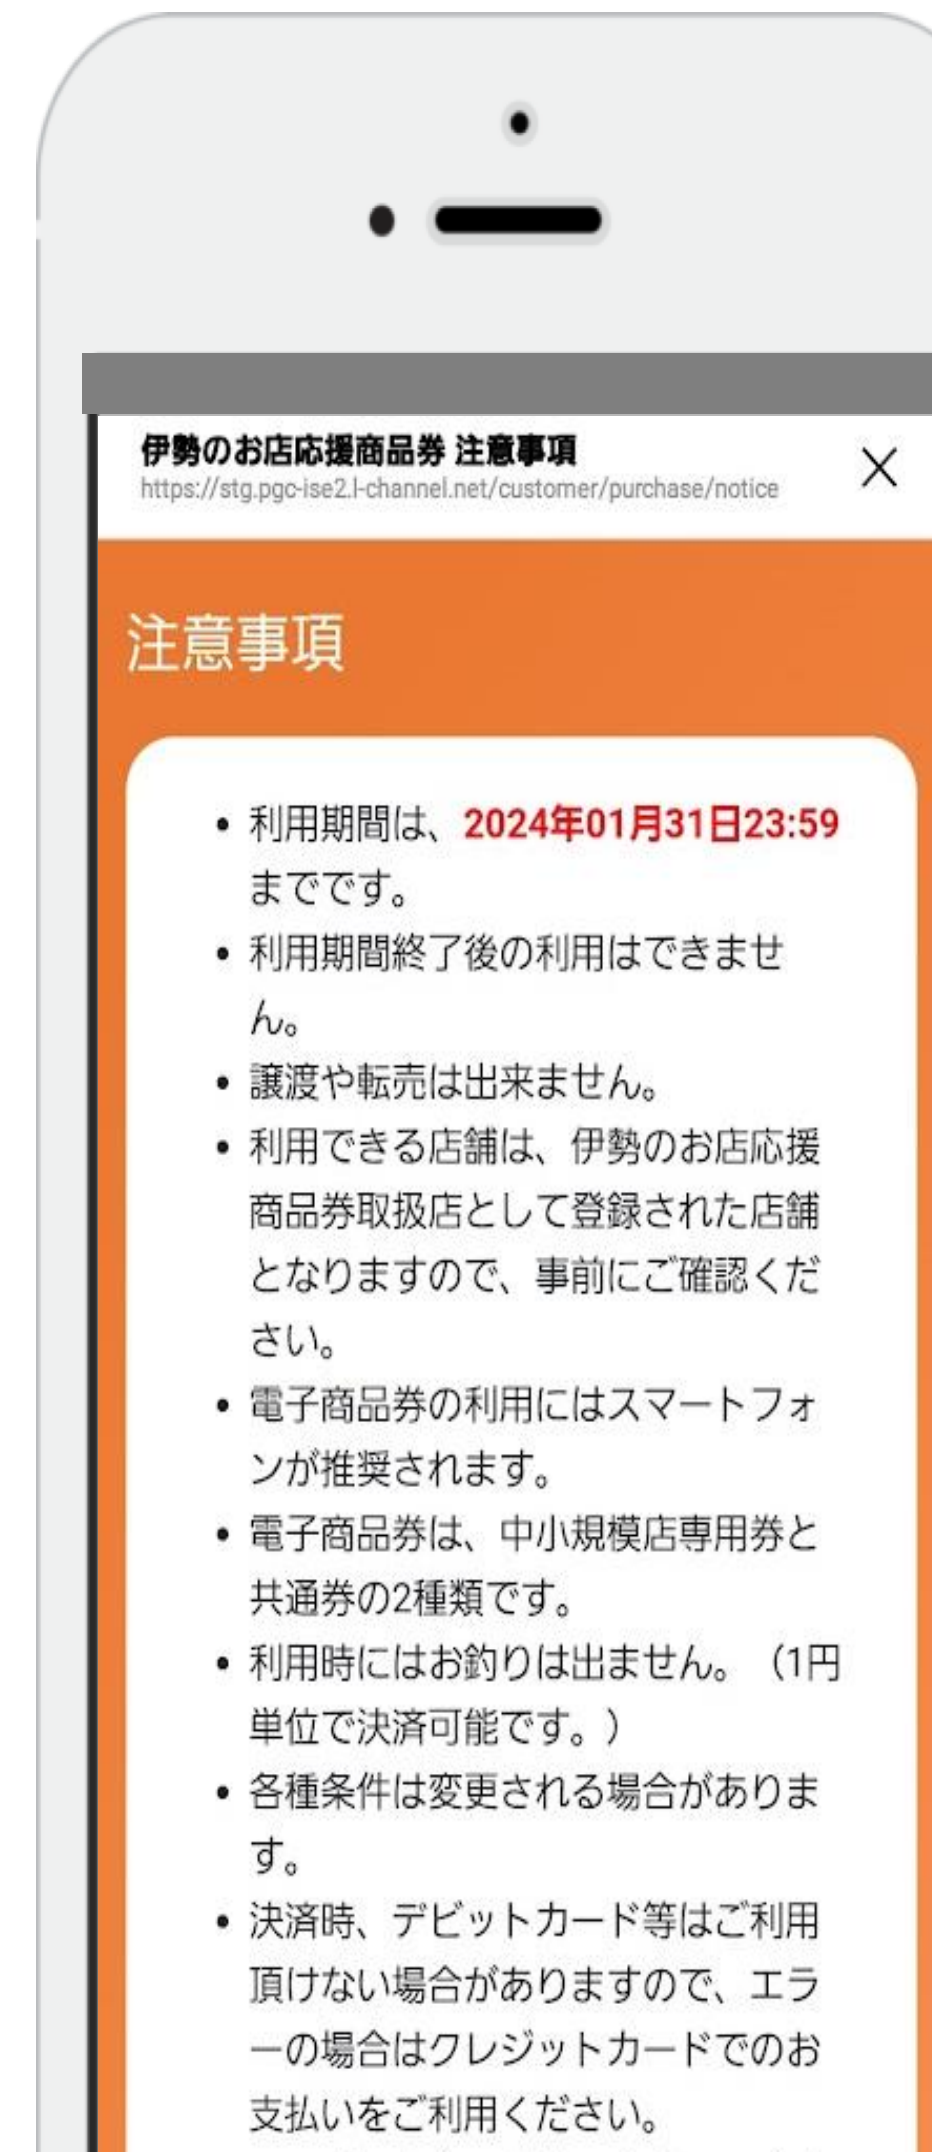 伊勢のお店応援商品券 注意事項
https://stg.pgc-ise2.l-channel.net/customer/purchase/notice
注意事項
• 利用期間は、2024年01月31日23:59
までです。
• 利用期間終了後の利用はできませ
ん。
• 譲渡や転売は出来ません。
• 利用できる店舗は、伊勢のお店応援
商品券取扱店として登録された店舗
となりますので、事前にご確認くだ
さい。
• 電子商品券の利用にはスマートフォ
ンが推奨されます。
• 電子商品券は、中小規模店専用券と
共通券の2種類です。
• 利用時にはお釣りは出ません。（1円
単位で決済可能です。）
• 各種条件は変更される場合がありま
す。
• 決済時、デビットカード等はご利用
頂けない場合がありますので、エラ
ーの場合はクレジットカードでのお
支払いをご利用ください。